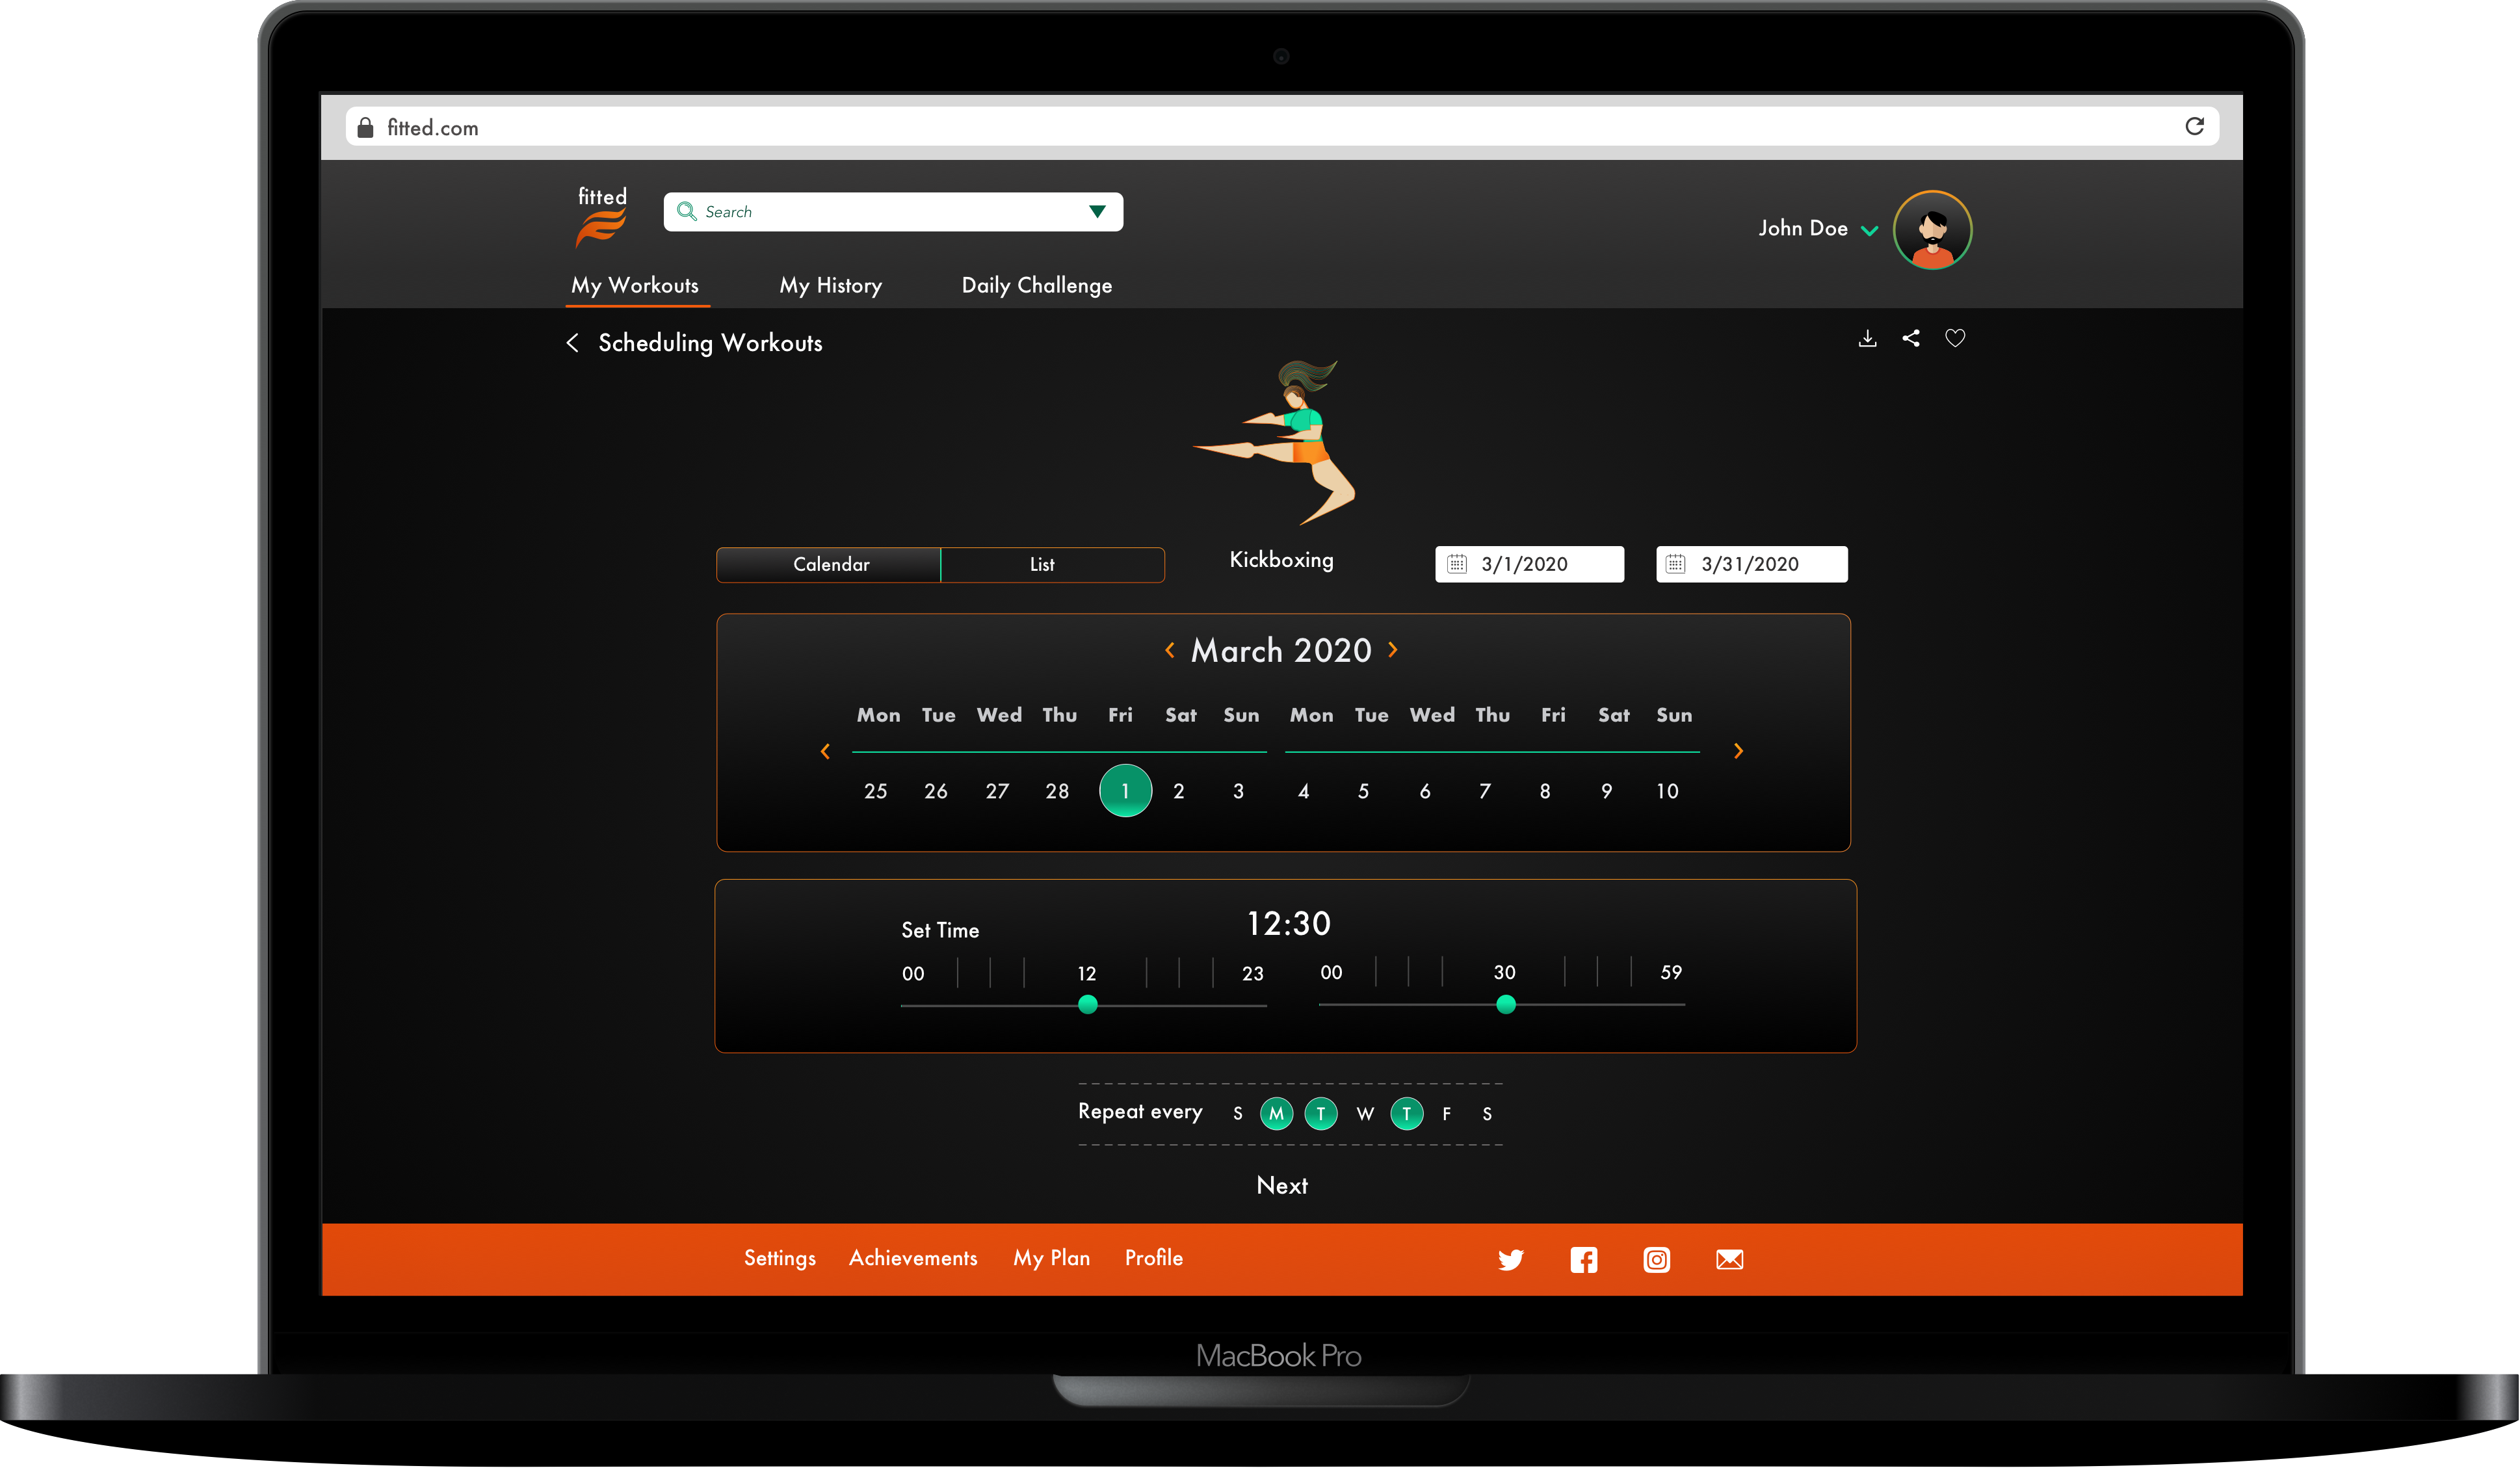 fitted.com
fitted
Search
John Doe
My Workouts My History Daily Challenge
Scheduling Workouts
Calendar List Kickboxing 3/1/2020 3/31/2020
March 2020
Mon Tue Wed Thu Fri Sat Sun Mon Tue Wed Thu Fri Sat Sun
25 26 27 28 1 2 3 4 5 6 7 8 9 10
Set Time 12:30
00 12 23 00 30 59
Repeat every S M T W T F S
Next
Settings Achievements My Plan Profile
MacBook Pro